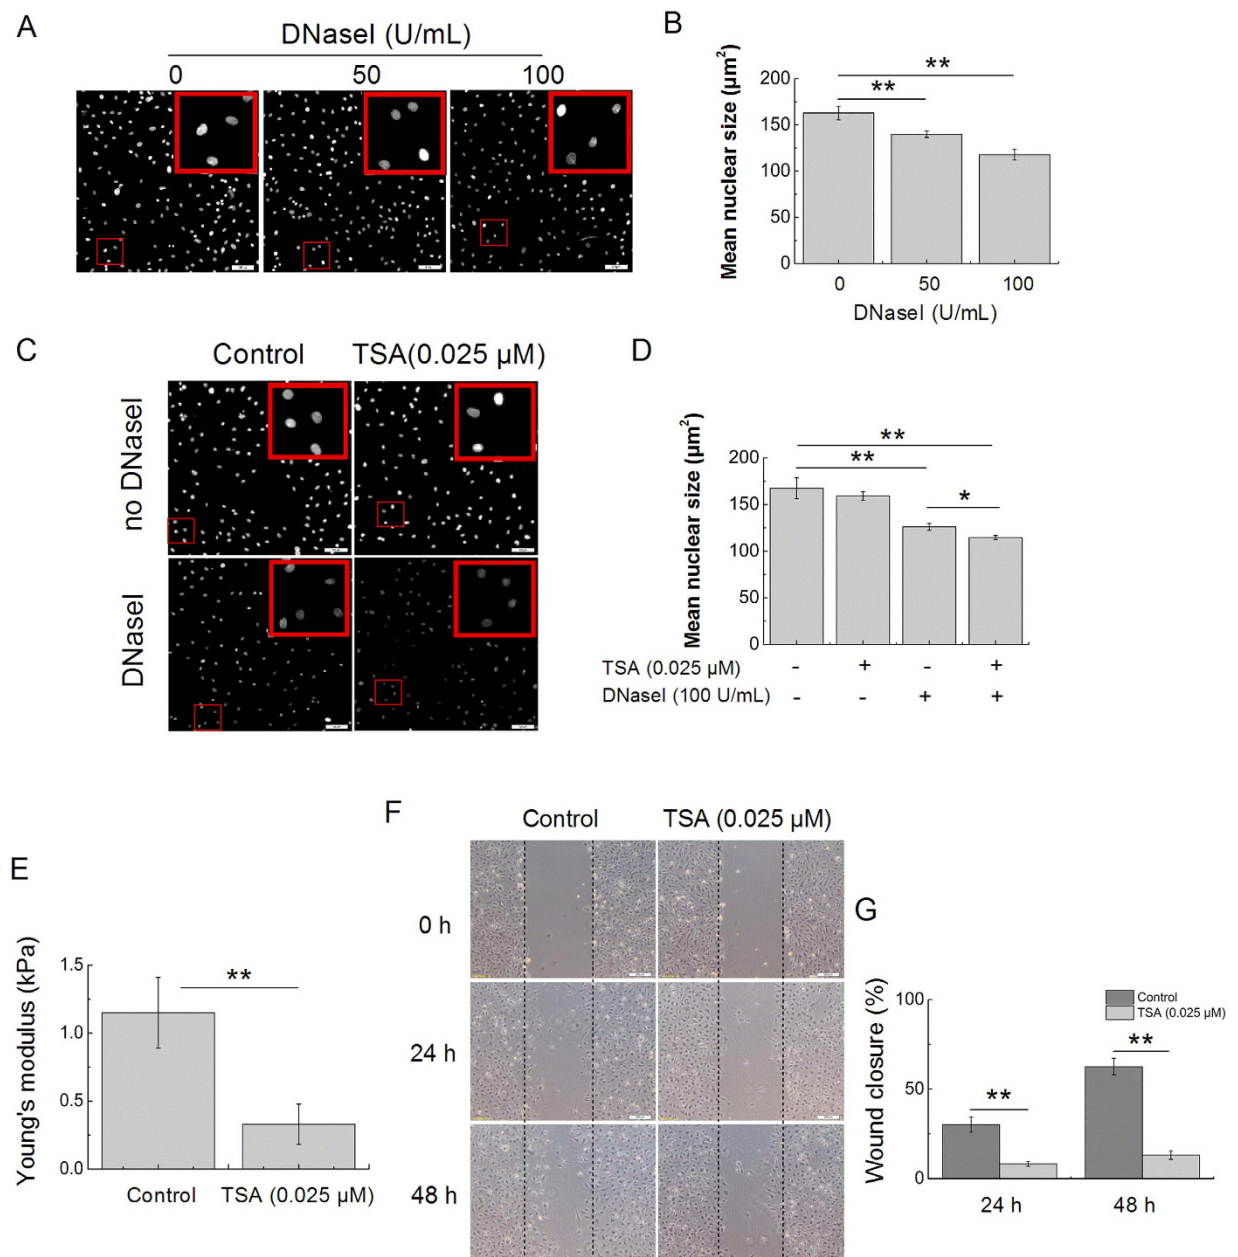 A
DNaseI (U/mL)
0 50 100
B
Mean nuclear size (µm²)
200
150
100
50
0
**
**
0 50 100
DNaseI (U/mL)
C
Control TSA(0.025 µM)
no DNaseI
DNaseI
D
Mean nuclear size (µm²)
200
150
100
50
0
**
**
*
TSA (0.025 µM) - + - +
DNaseI (100 U/mL) - - + +
E
Young's modulus (kPa)
1.5
1.0
0.5
0.0
**
Control TSA (0.025 µM)
F
Control TSA (0.025 µM)
0 h
24 h
48 h
G
Wound closure (%)
100
50
0
Control
TSA (0.025 µM)
**
**
24 h 48 h